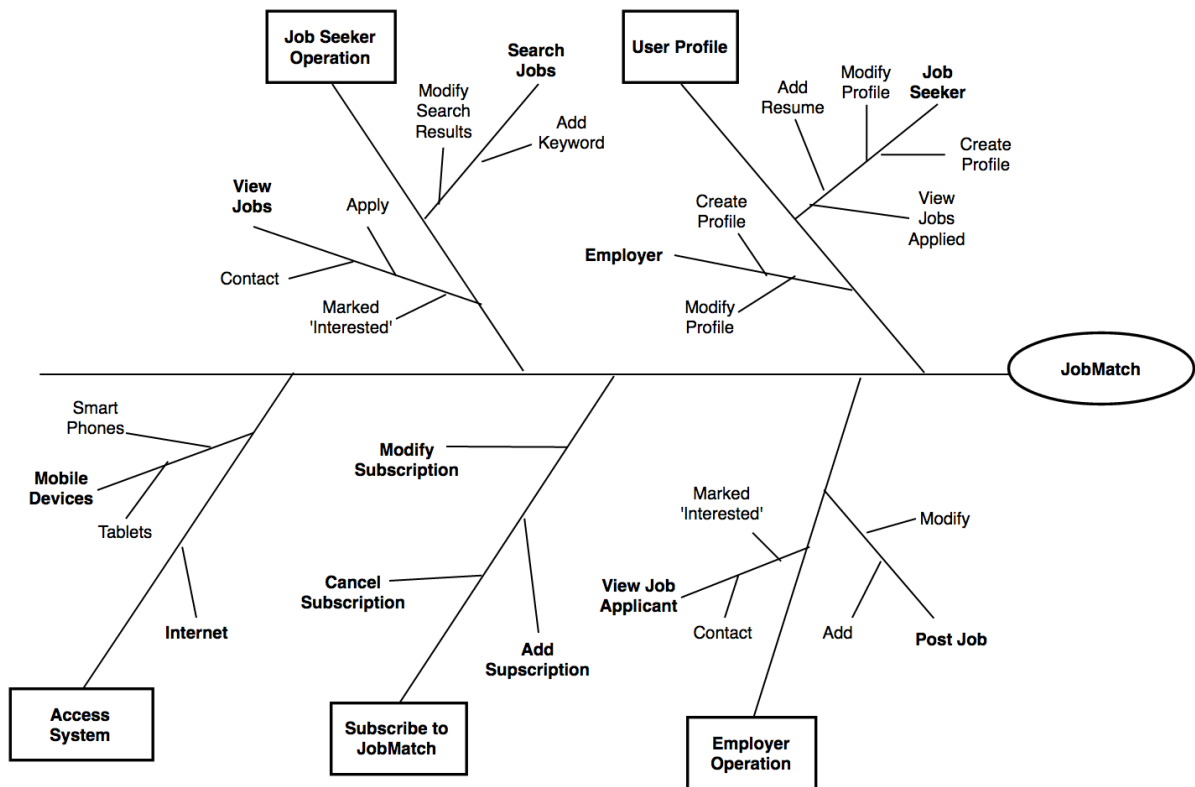 Job Seeker
Operation
Search
Jobs
Modify
Search
Results
Add
Keyword
View
Jobs
Apply
Contact
Marked
'Interested'
User Profile
Job
Seeker
Modify
Profile
Add
Resume
Create
Profile
View
Jobs
Applied
Create
Profile
Employer
Modify
Profile
JobMatch
Smart
Phones
Mobile
Devices
Tablets
Internet
Access
System
Modify
Subscription
Cancel
Subscription
Add
Supscription
Subscribe to
JobMatch
Marked
'Interested'
View Job
Applicant
Contact
Modify
Add
Post Job
Employer
Operation